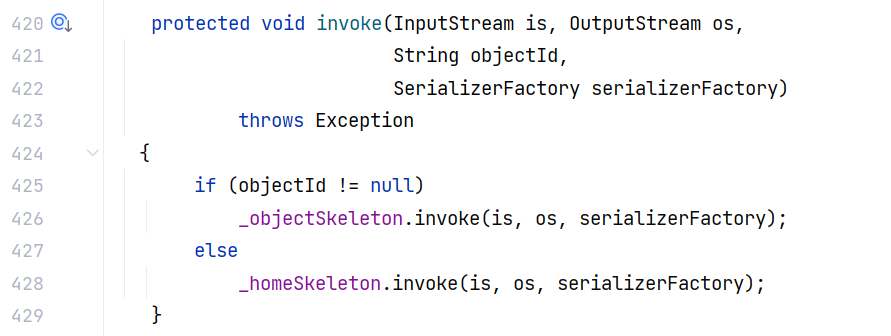 420 protected void invoke(InputStream is, OutputStream os,
421 String objectId,
422 SerializerFactory serializerFactory)
423 throws Exception
424 {
425 if (objectId != null)
426 _objectSkeleton.invoke(is, os, serializerFactory);
427 else
428 _homeSkeleton.invoke(is, os, serializerFactory);
429 }